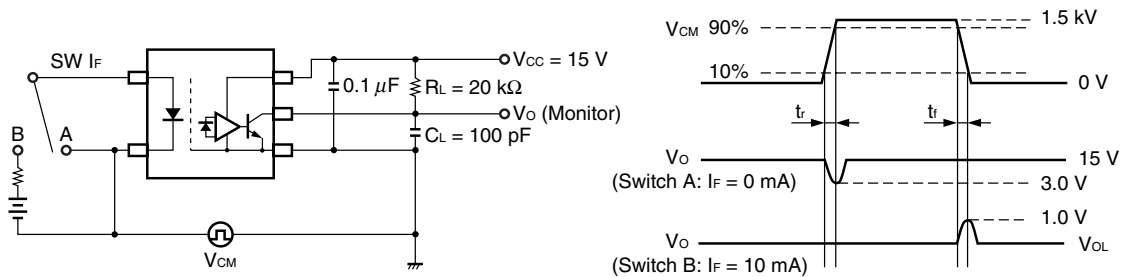 SW IF
B
A
VCC = 15 V
0.1 μF
RL = 20 kΩ
VO (Monitor)
CL = 100 pF
VCM
VCM 90%
10%
1.5 kV
0 V
tr
tf
VO
(Switch A: IF = 0 mA)
15 V
3.0 V
1.0 V
VO
(Switch B: IF = 10 mA)
VOL